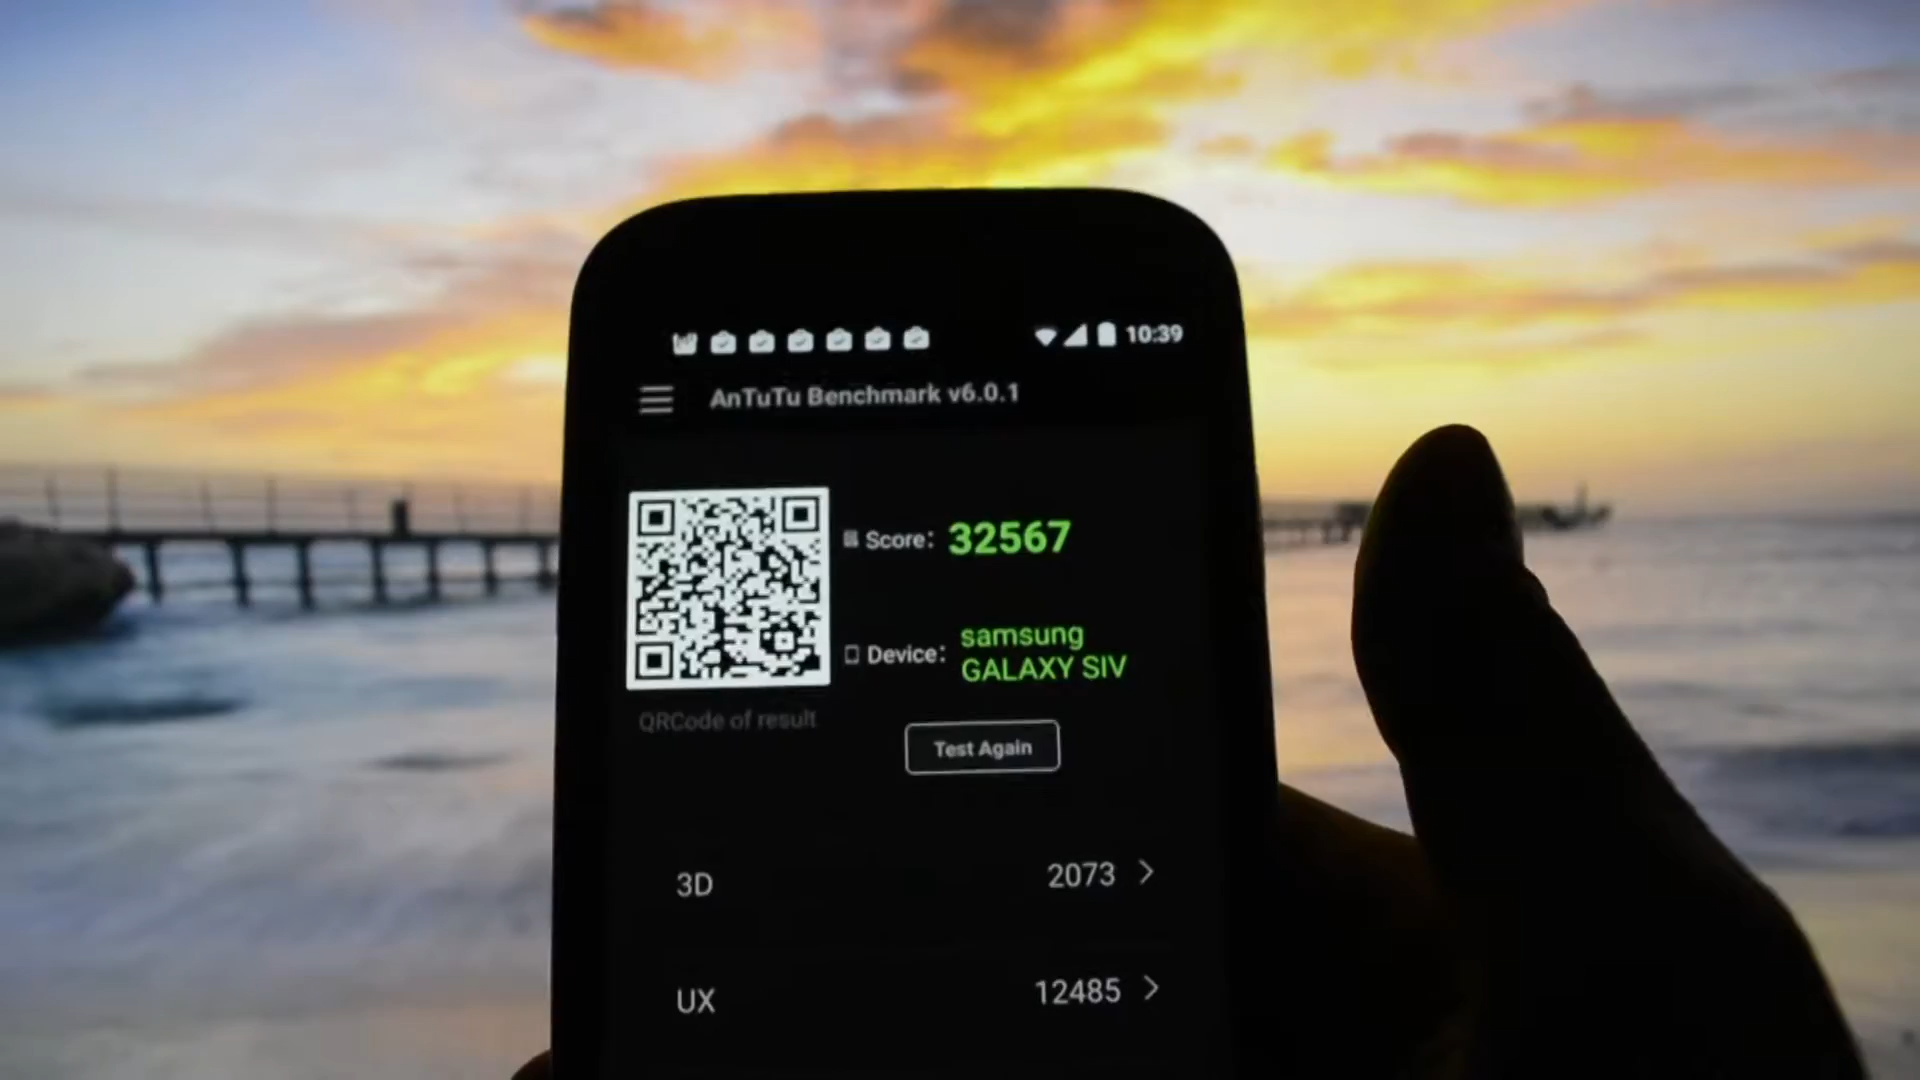 10:39
AnTuTu Benchmark v6.0.1
Score: 32567
Device: samsung
GALAXY SIV
QRCode of result
Test Again
3D 2073
UX 12485